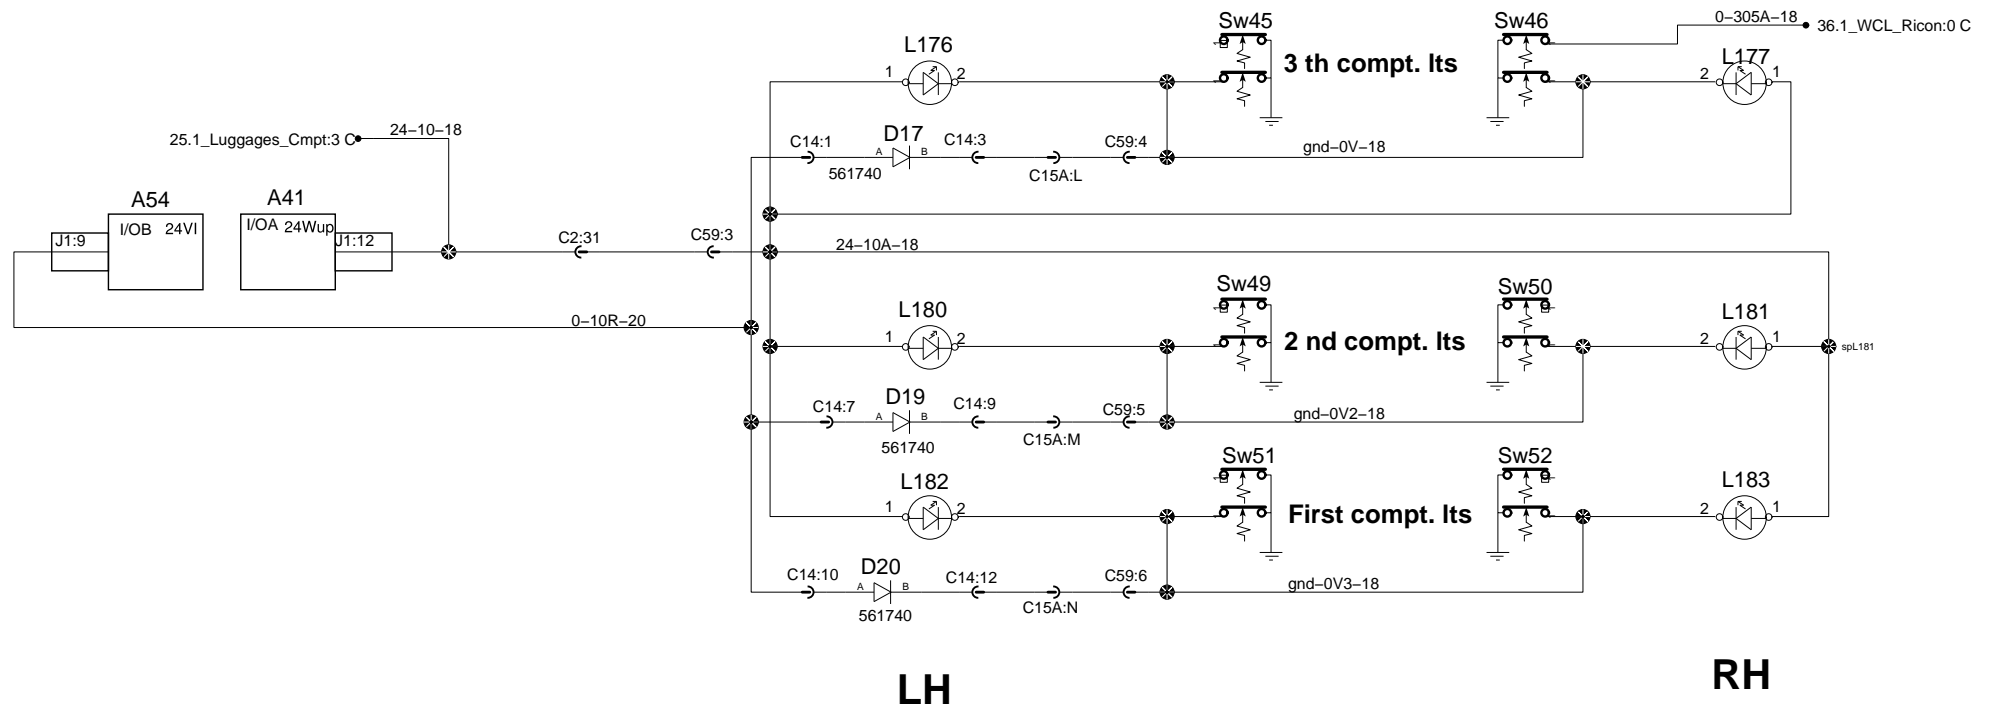 Sw45
Sw46
0-305A-18
36.1_WCL_Ricon:0 C
L176
1
2
3 th compt. lts
L177
2
1
24-10-18
25.1_Luggages_Cmpt:3 C
C14:1
D17
A
B
561740
C14:3
C15A:L
C59:4
gnd-0V-18
A54
I/OB 24VI
J1:9
A41
I/OA 24Wup
J1:12
C2:31
C59:3
24-10A-18
0-10R-20
Sw49
Sw50
L180
1
2
2 nd compt. lts
L181
2
1
spL181
C14:7
D19
A
B
561740
C14:9
C15A:M
C59:5
gnd-0V2-18
Sw51
Sw52
L182
1
2
First compt. lts
L183
2
1
C14:10
D20
A
B
561740
C14:12
C15A:N
C59:6
gnd-0V3-18
LH
RH